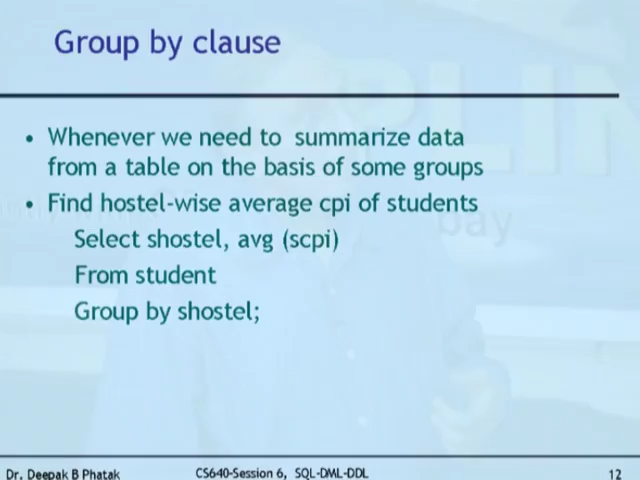 Group by clause
• Whenever we need to summarize data
from a table on the basis of some groups
• Find hostel-wise average cpi of students
Select shostel, avg (scpi)
From student
Group by shostel;
Dr. Deepak B Phatak
CS640-Session 6, SQL-DML-DDL
12